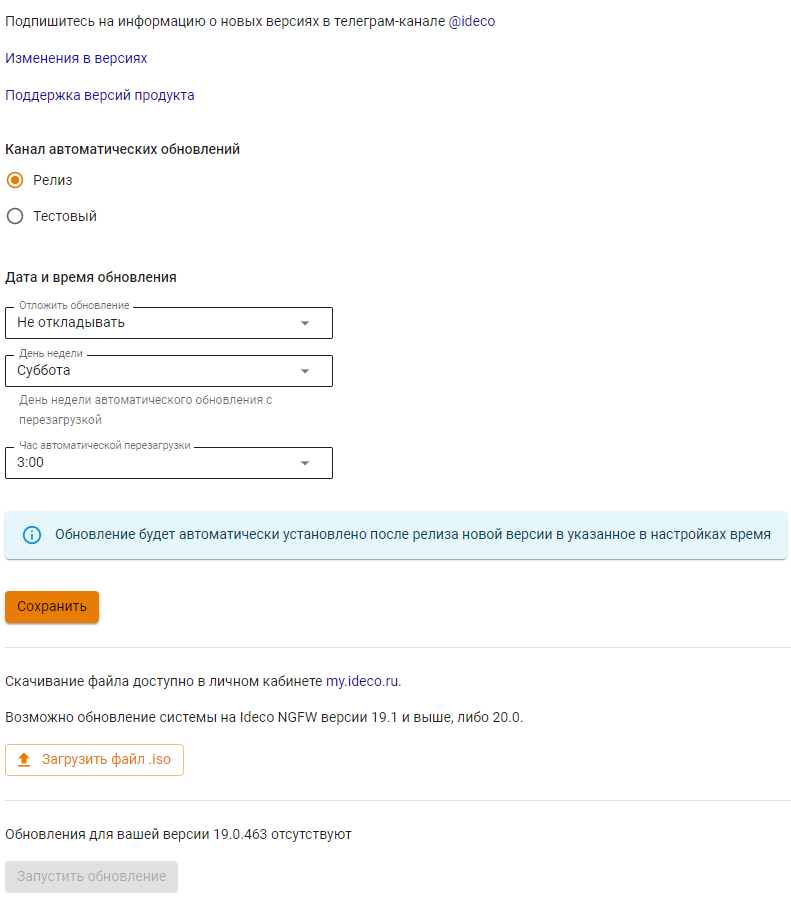 Подпишитесь на информацию о новых версиях в телеграм-канале @ideco
Изменения в версиях
Поддержка версий продукта
Канал автоматических обновлений
Релиз
Тестовый
Дата и время обновления
Отложить обновление
Не откладывать
День недели
Суббота
День недели автоматического обновления с
перезагрузкой
Час автоматической перезагрузки
3:00
Обновление будет автоматически установлено после релиза новой версии в указанное в настройках время
Сохранить
Скачивание файла доступно в личном кабинете my.ideco.ru.
Возможно обновление системы на Ideco NGFW версии 19.1 и выше, либо 20.0.
Загрузить файл .iso
Обновления для вашей версии 19.0.463 отсутствуют
Запустить обновление